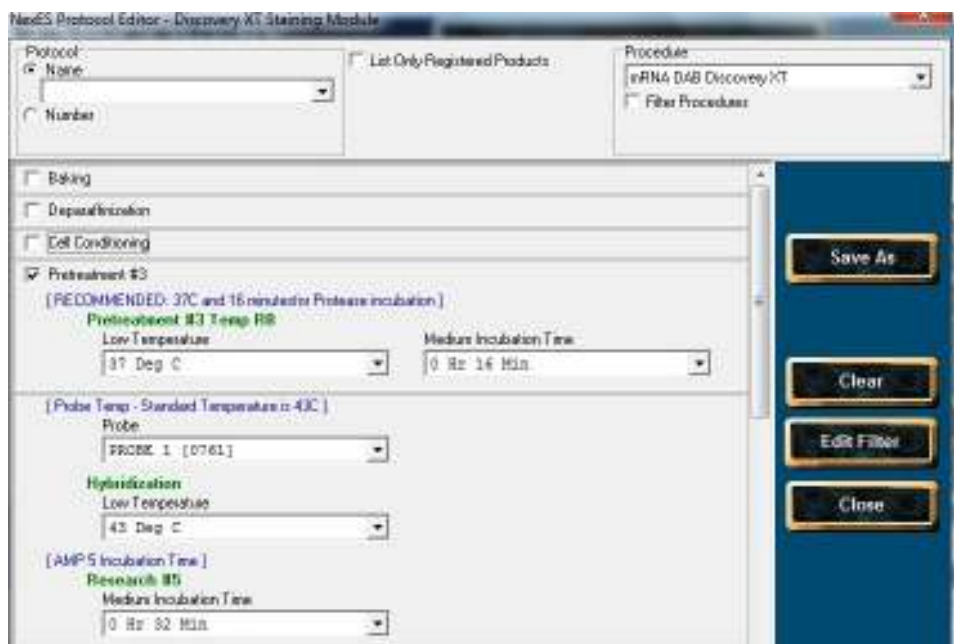 NexES Protocol Editor - Discovery XT Staining Module
Protocol
Name
Number
List Only Registered Products
Procedure
mRNA DAB Discovery XT
Filter Procedures
Baking
Deparaffinization
Cell Conditioning
Pretreatment #3
[ RECOMMENDED: 37C and 16 minutes for Protease incubation ]
Pretreatment #3 Temp RB
Low Temperature
Medium Incubation Time
37 Deg C
0 Hr 16 Min
[ Probe Temp - Standard Temperature is 43C ]
Probe
PROBE 1 [0761]
Hybridization
Low Temperature
43 Deg C
[ AMP 5 Incubation Time ]
Research #5
Medium Incubation Time
0 Hr 32 Min
Save As
Clear
Edit Filter
Close